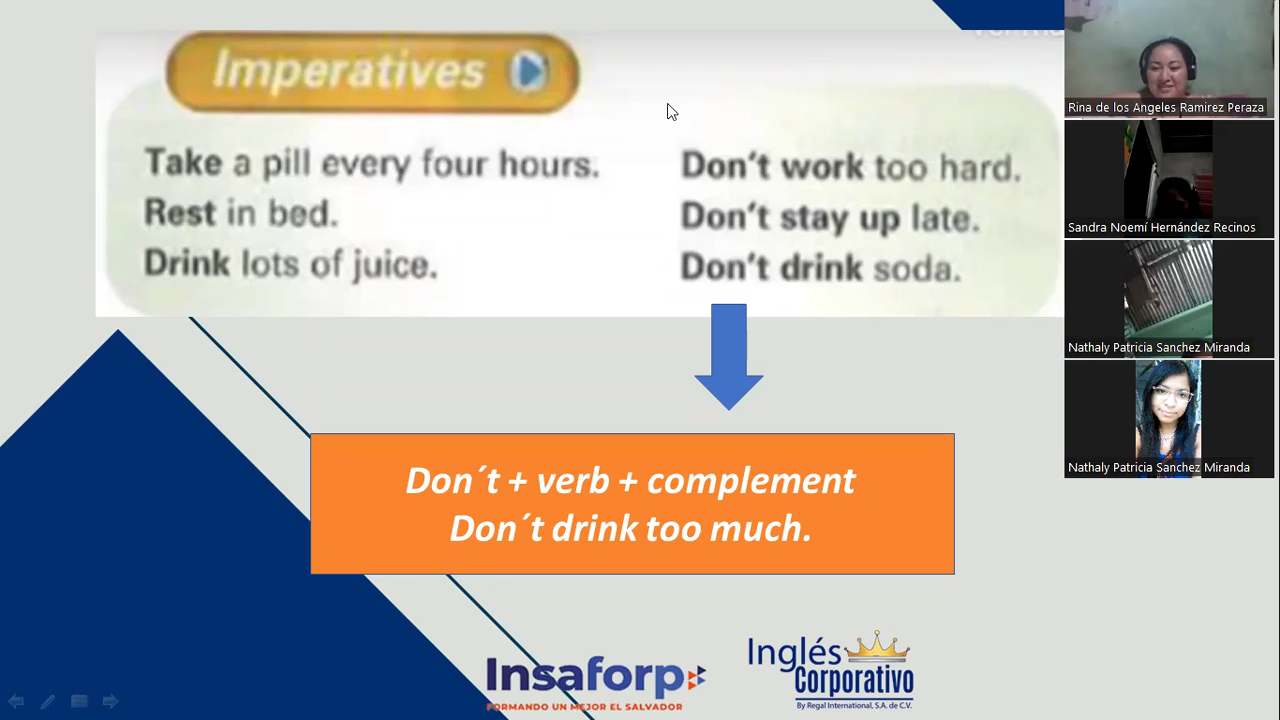 Imperatives
Take a pill every four hours.
Rest in bed.
Drink lots of juice.
Don't work too hard.
Don't stay up late.
Don't drink soda.
Don´t + verb + complement
Don´t drink too much.
Insaforp
FORMANDO UN MEJOR EL SALVADOR
Inglés
Corporativo
By Regal International, S.A. de C.V.
Rina de los Angeles Ramirez Peraza
Sandra Noemí Hernández Recinos
Nathaly Patricia Sanchez Miranda
Nathaly Patricia Sanchez Miranda